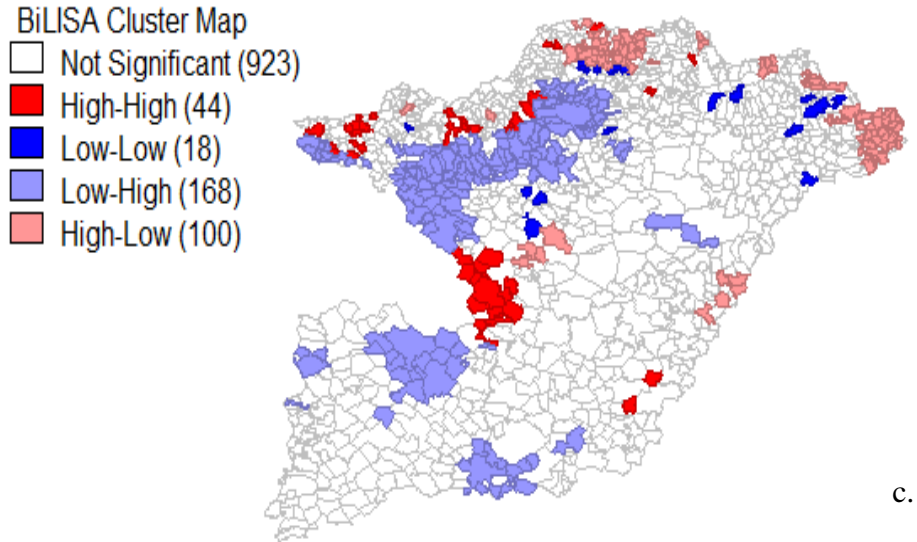 BiLISA Cluster Map
Not Significant (923)
High-High (44)
Low-Low (18)
Low-High (168)
High-Low (100)
c.